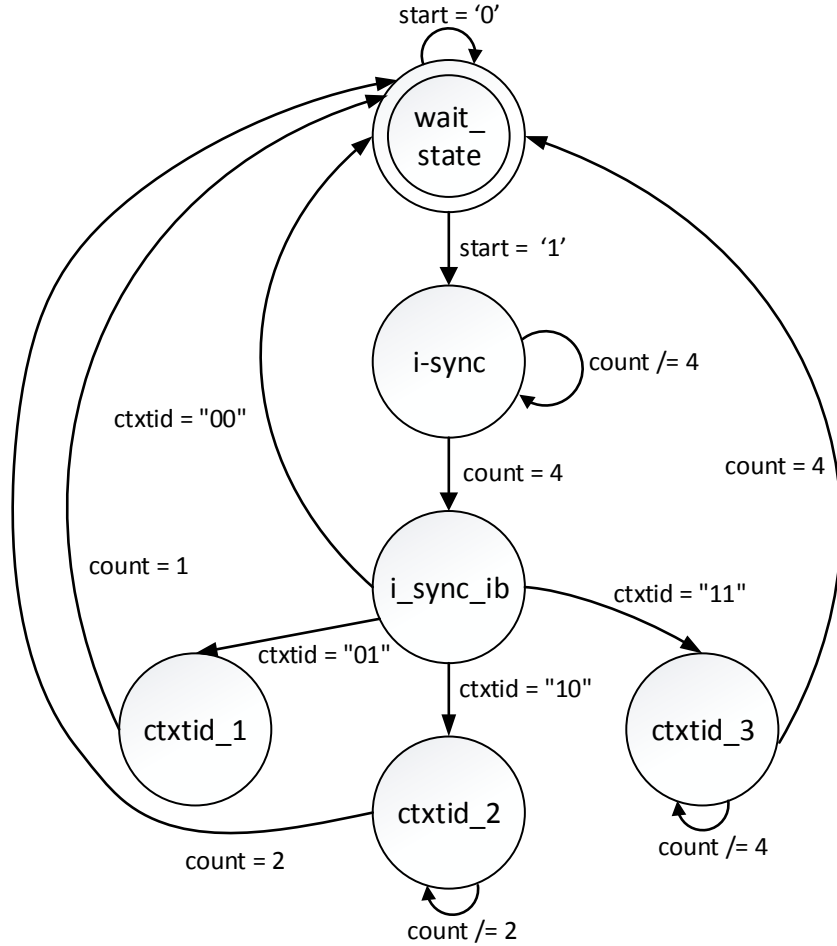 start = ‘0’
wait_
state
start =  ‘1’
i-sync
count /= 4
ctxtid = "00"
count = 4
count = 4
count = 1
i_sync_ib
ctxtid = "11"
ctxtid = "01"
ctxtid = "10"
ctxtid_1
ctxtid_3
ctxtid_2
count = 2
count /= 4
count /= 2